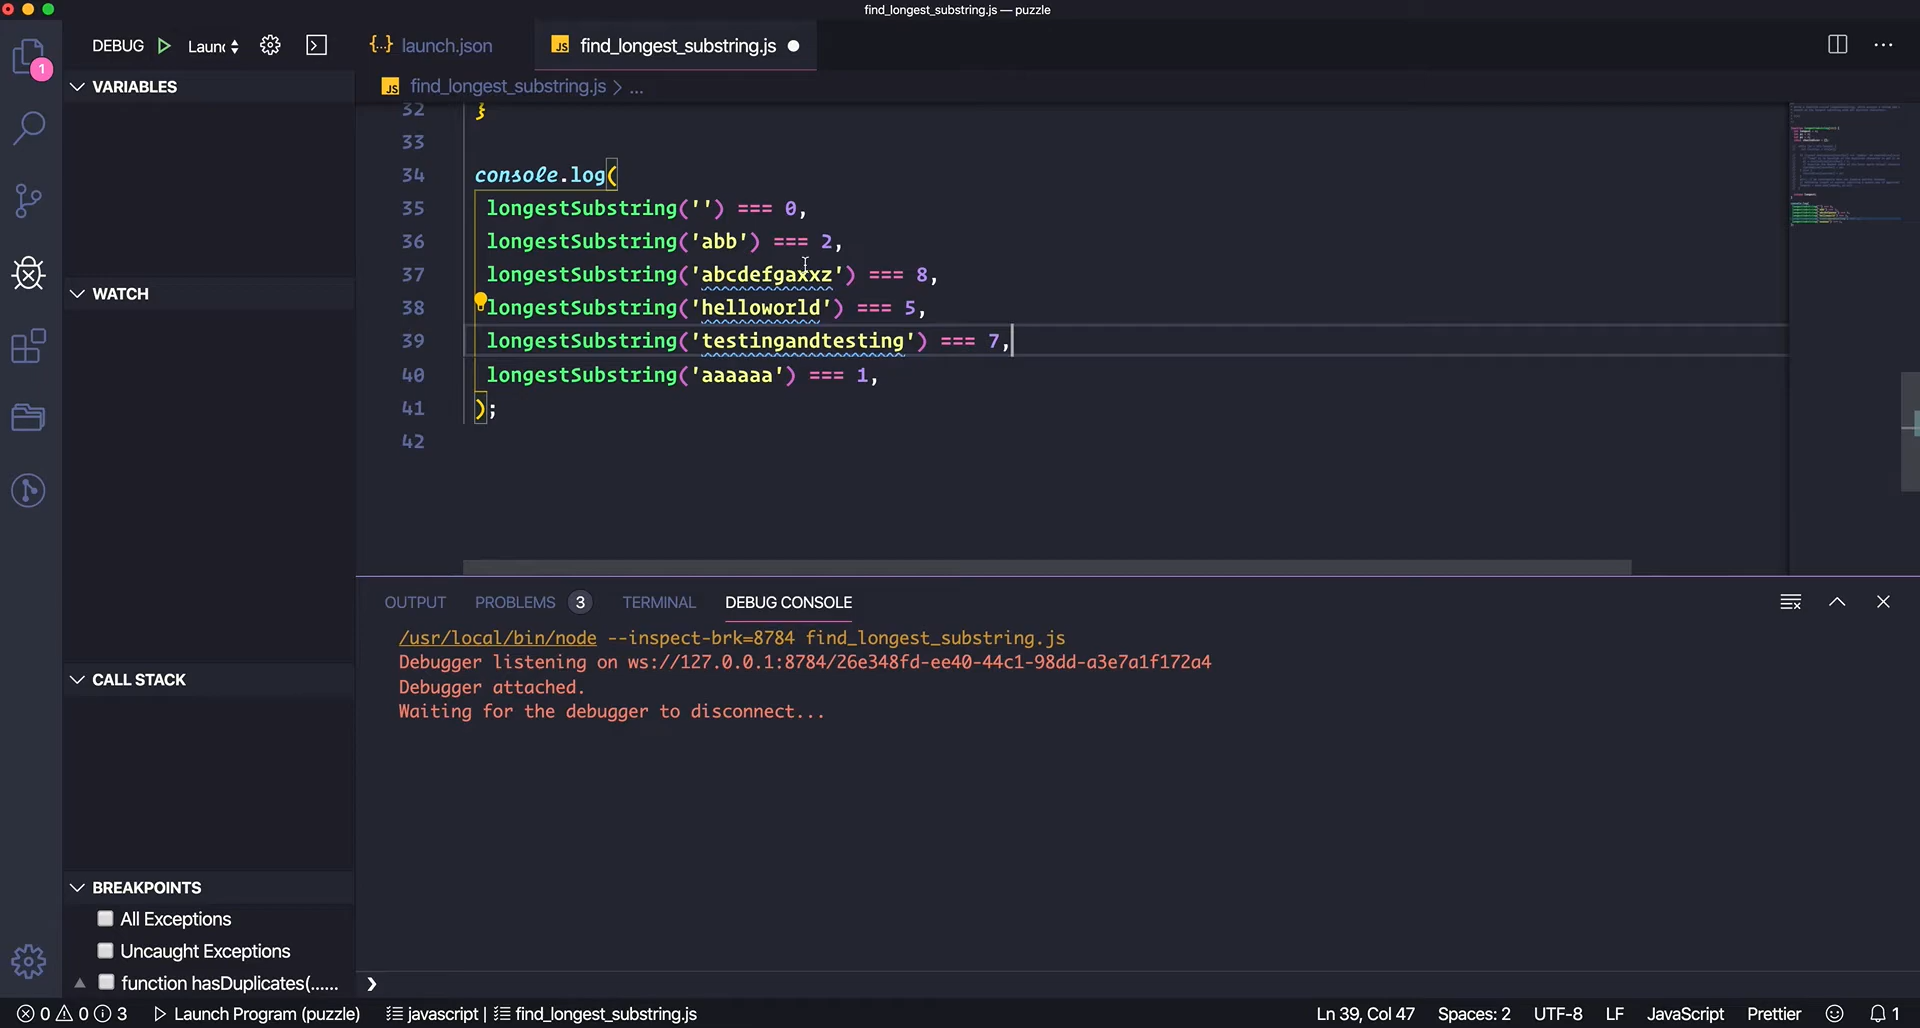 find_longest_substring.js — puzzle
DEBUG Launc
{..} launch.json
JS find_longest_substring.js
1
VARIABLES
JS find_longest_substring.js > ...
32 }
33
34 console.log(
35 longestSubstring('') === 0,
36 longestSubstring('abb') === 2,
37 longestSubstring('abcdefgaxxz') === 8,
38 longestSubstring('helloworld') === 5,
39 longestSubstring('testingandtesting') === 7,
40 longestSubstring('aaaaaa') === 1,
41 );
42
WATCH
CALL STACK
BREAKPOINTS
All Exceptions
Uncaught Exceptions
function hasDuplicates(......
OUTPUT PROBLEMS 3 TERMINAL DEBUG CONSOLE
/usr/local/bin/node --inspect-brk=8784 find_longest_substring.js
Debugger listening on ws://127.0.0.1:8784/26e348fd-ee40-44c1-98dd-a3e7a1f172a4
Debugger attached.
Waiting for the debugger to disconnect...
0 0 3 Launch Program (puzzle) javascript | find_longest_substring.js Ln 39, Col 47 Spaces: 2 UTF-8 LF JavaScript Prettier 1